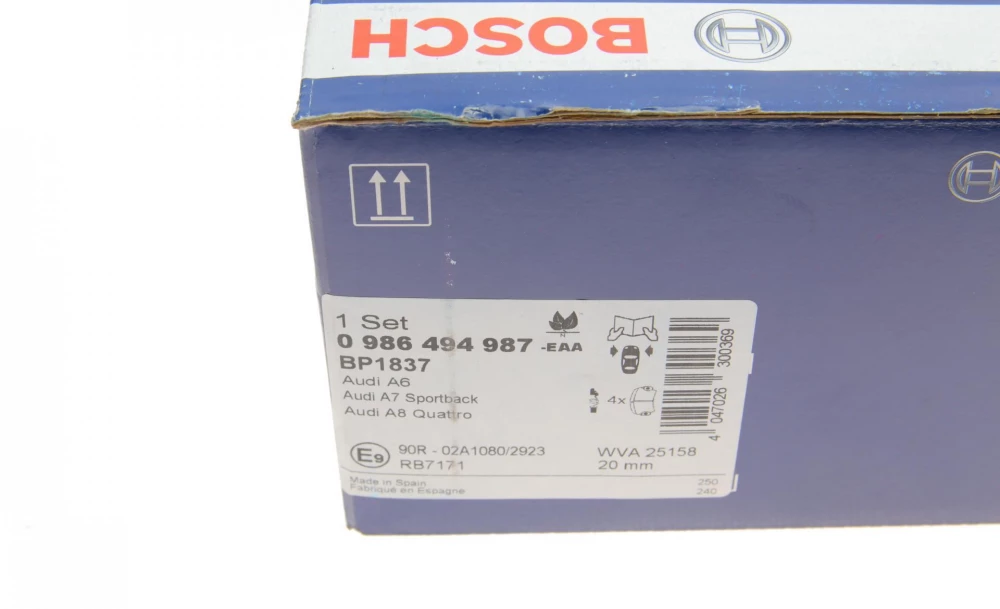 BOSCH
1 Set
0 986 494 987 -EAA
BP1837
Audi A6
Audi A7 Sportback
Audi A8 Quattro
4x
4 047026 300369
E9
90R - 02A1080/2923
RB7171
WVA 25158
20 mm
Made in Spain
Fabriqué en Espagne
250
240